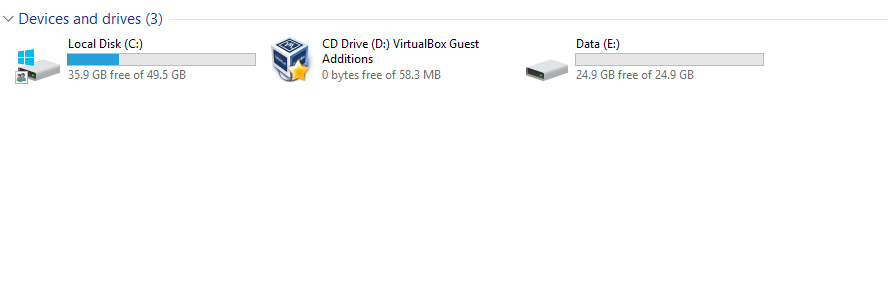 Devices and drives (3)
Local Disk (C:)
35.9 GB free of 49.5 GB
CD Drive (D:) VirtualBox Guest
Additions
0 bytes free of 58.3 MB
Data (E:)
24.9 GB free of 24.9 GB